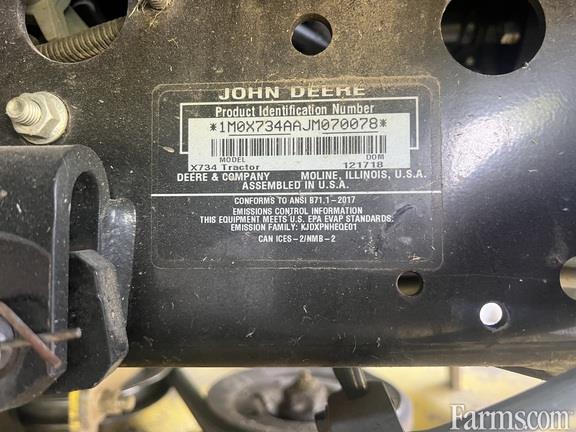 JOHN DEERE
Product Identification Number
*1M0X734AAJM070078*
MODEL DOM
X734 Tractor 121718
DEERE & COMPANY MOLINE, ILLINOIS, U.S.A.
ASSEMBLED IN U.S.A.
CONFORMS TO ANSI B71.1-2017
EMISSIONS CONTROL INFORMATION
THIS EQUIPMENT MEETS U.S. EPA EVAP STANDARDS.
EMISSION FAMILY: KJDXPNHEQE01
CAN ICES-2/NMB-2
Farms.com